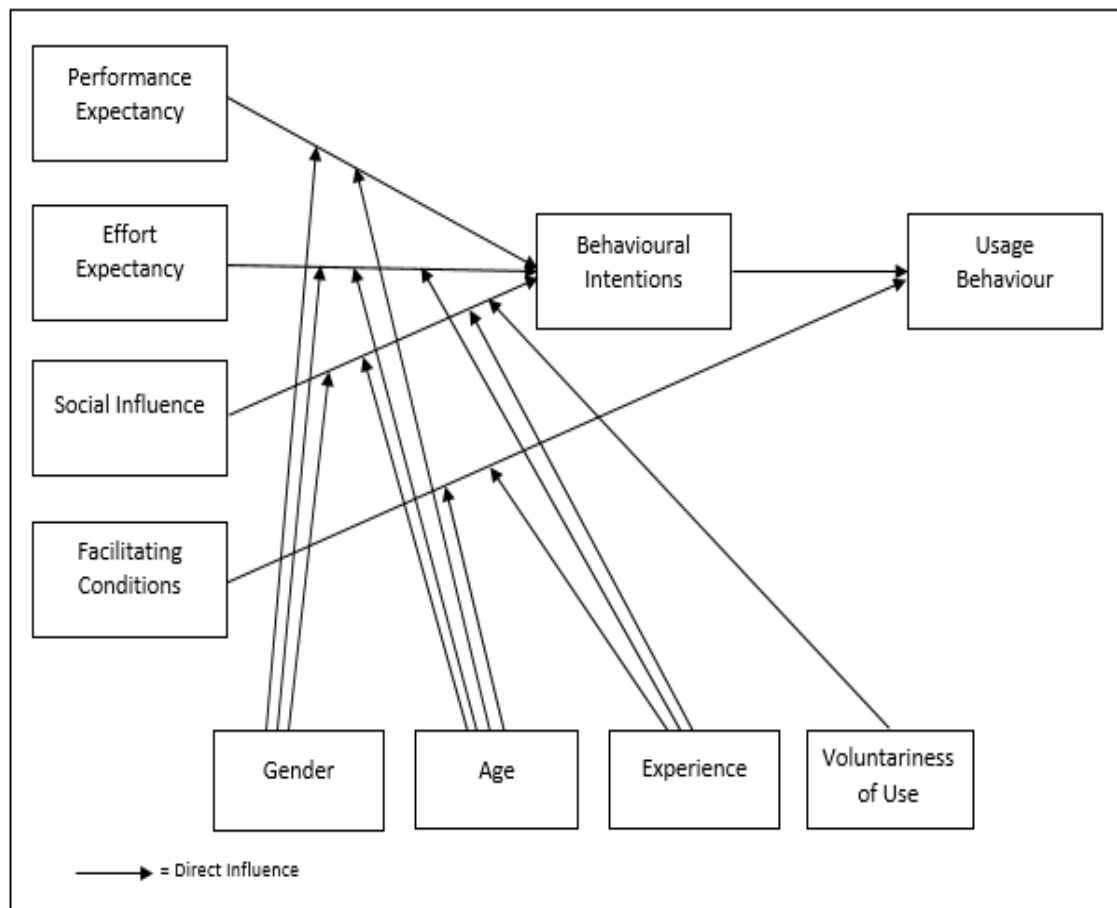 Performance
Expectancy
Effort
Expectancy
Behavioural
Intentions
Usage
Behaviour
Social Influence
Facilitating
Conditions
Gender
Age
Experience
Voluntariness
of Use
= Direct Influence